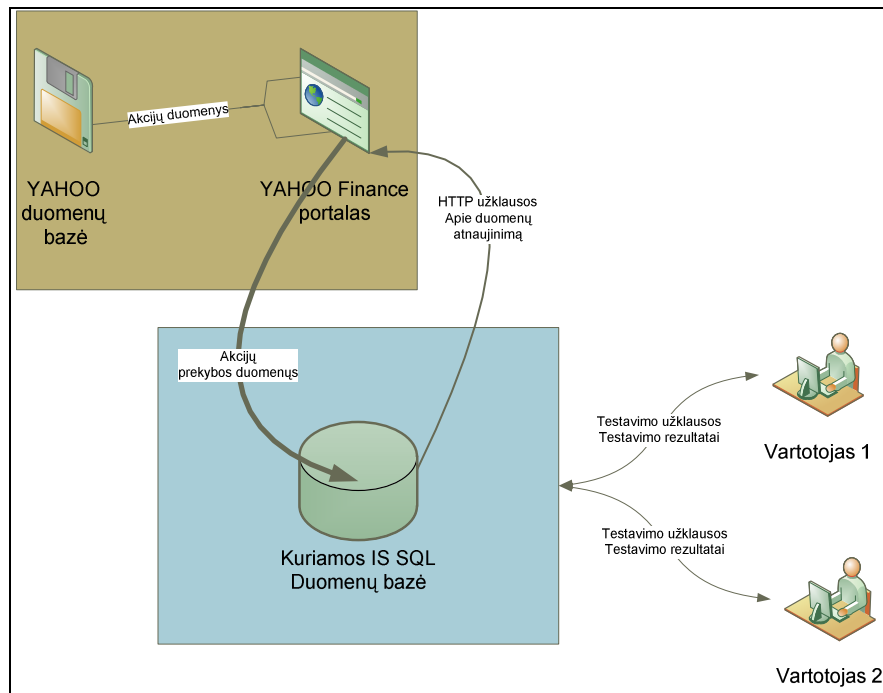 Akcijų duomenys
YAHOO
duomenų
bazė
YAHOO Finance
portalas
HTTP užklausos
Apie duomenų
atnaujinimą
Akcijų
prekybos duomenųs
Kuriamos IS SQL
Duomenų bazė
Testavimo užklausos
Testavimo rezultatai
Vartotojas 1
Testavimo užklausos
Testavimo rezultatai
Vartotojas 2